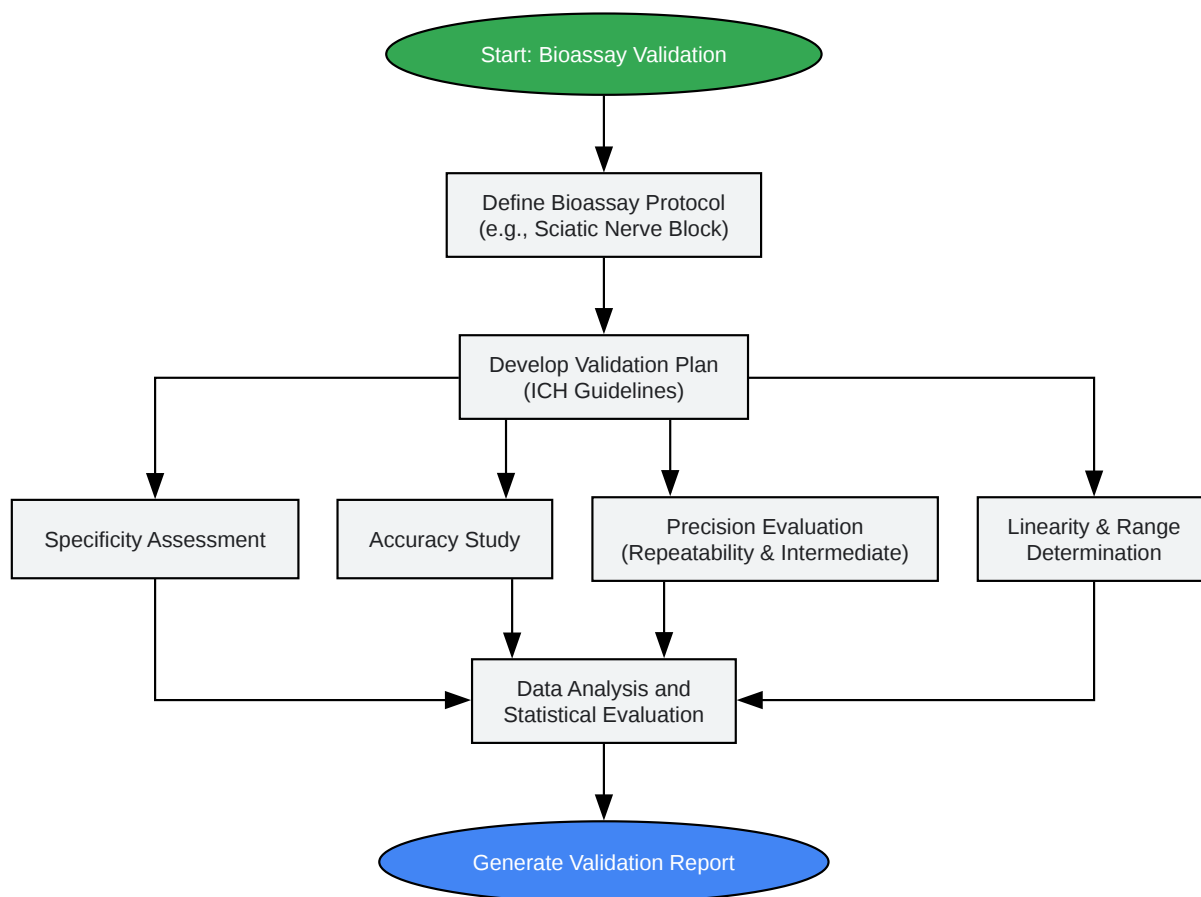 Start: Bioassay Validation
Define Bioassay Protocol
(e.g., Sciatic Nerve Block)
Develop Validation Plan
(ICH Guidelines)
Specificity Assessment
Accuracy Study
Precision Evaluation
(Repeatability & Intermediate)
Linearity & Range
Determination
Data Analysis and
Statistical Evaluation
Generate Validation Report